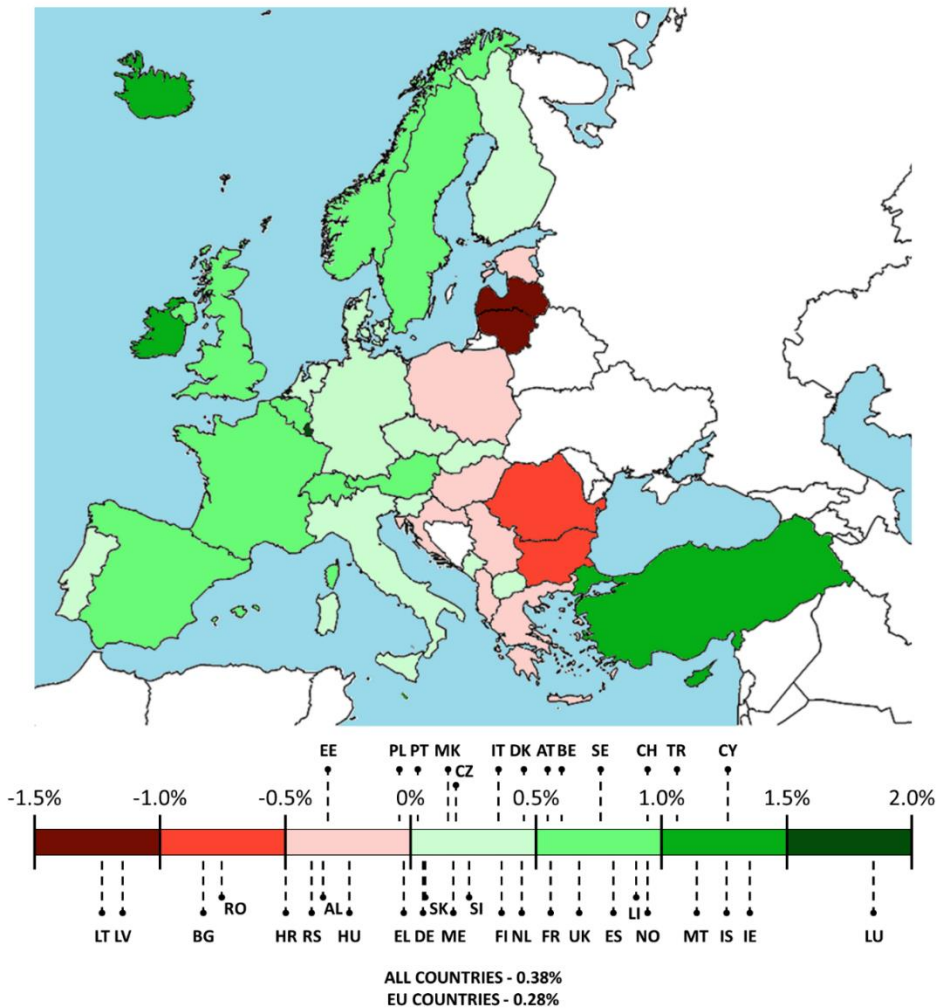 EE PL PT MK IT DK AT BE SE CH TR CY
CZ
-1.5% -1.0% -0.5% 0% 0.5% 1.0% 1.5% 2.0%
RO AL SK SI LI
LT LV BG HR RS HU EL DE ME FI NL FR UK ES NO MT IS IE LU
ALL COUNTRIES - 0.38%
EU COUNTRIES - 0.28%